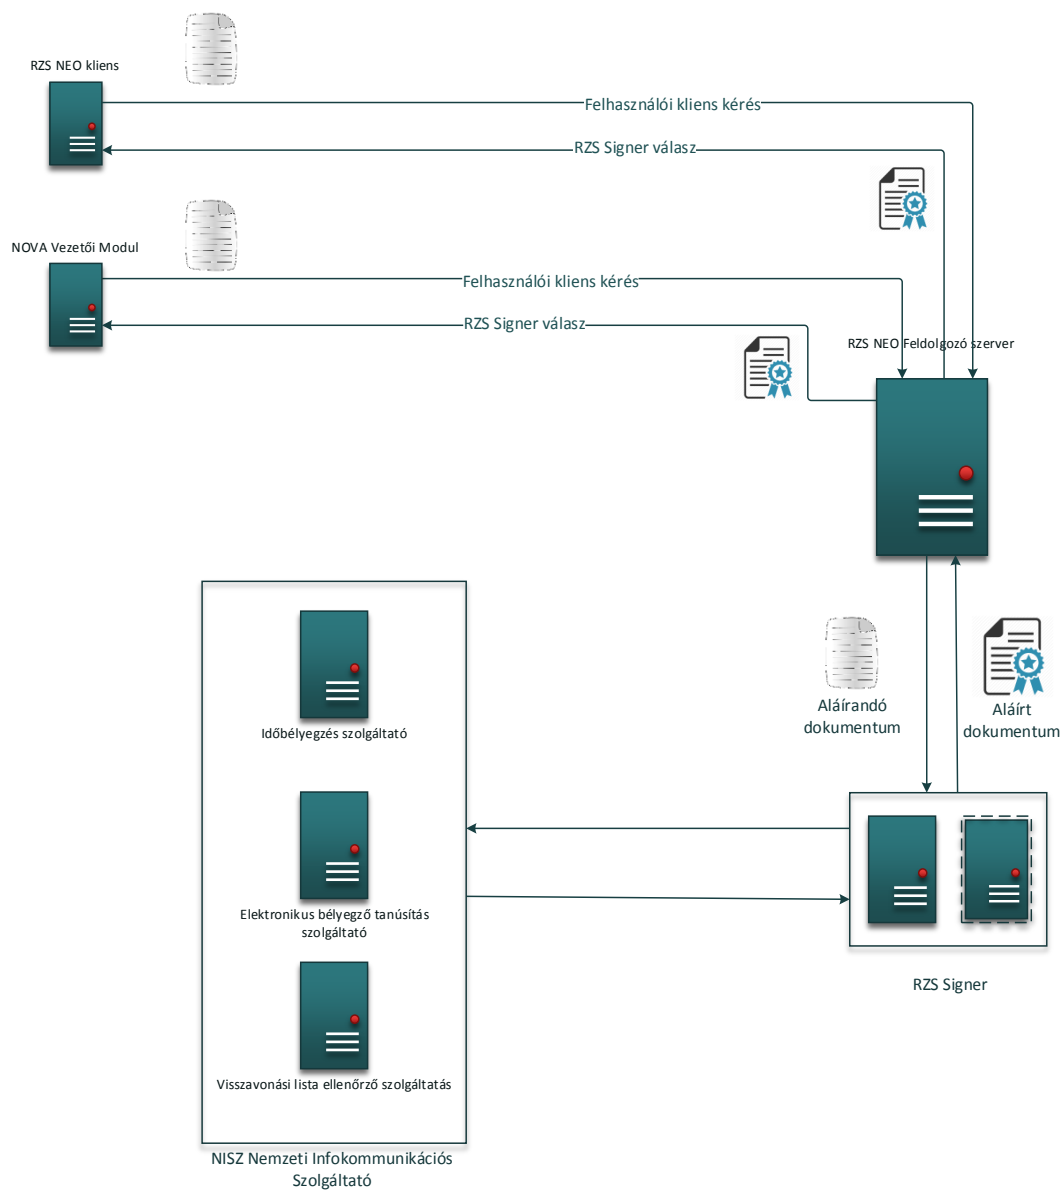 RZS NEO kliens
Felhasználói kliens kérés
RZS Signer válasz
NOVA Vezetői Modul
Felhasználói kliens kérés
RZS Signer válasz
RZS NEO Feldolgozó szerver
Aláírandó
dokumentum
Aláírt
dokumentum
Időbélyegzés szolgáltató
Elektronikus bélyegző tanúsítás
szolgáltató
RZS Signer
Visszavonási lista ellenőrző szolgáltatás
NISZ Nemzeti Infokommunikációs
Szolgáltató